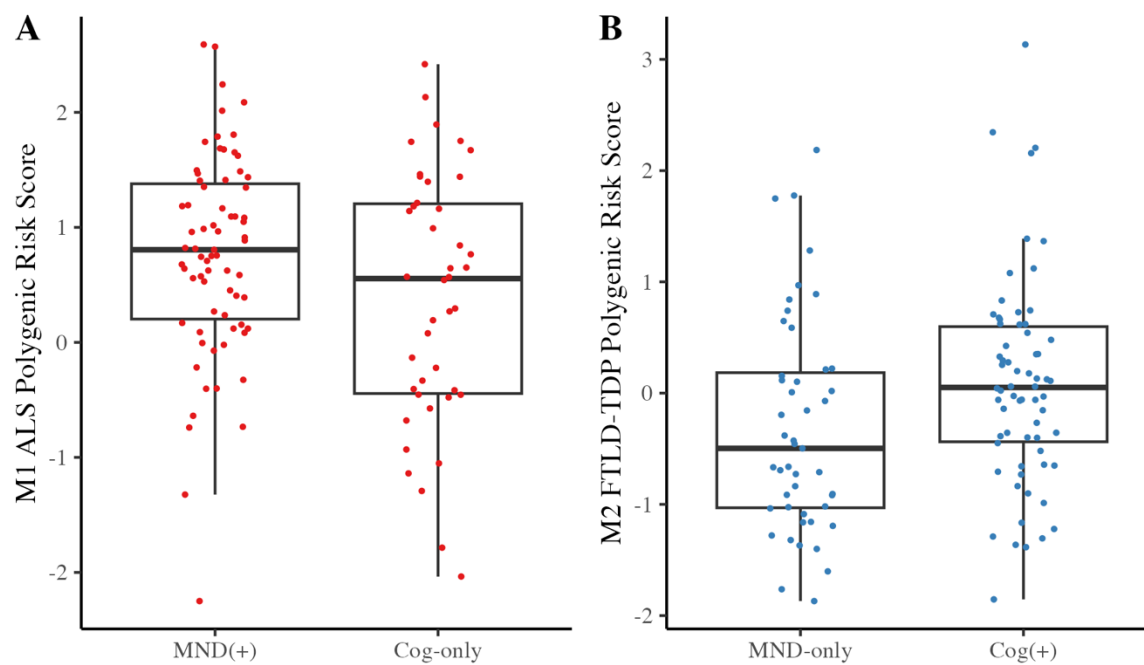 A
M1 ALS Polygenic Risk Score
2
1
0
-1
-2
MND(+)
Cog-only
B
M2 FTLD-TDP Polygenic Risk Score
3
2
1
0
-1
-2
MND-only
Cog(+)